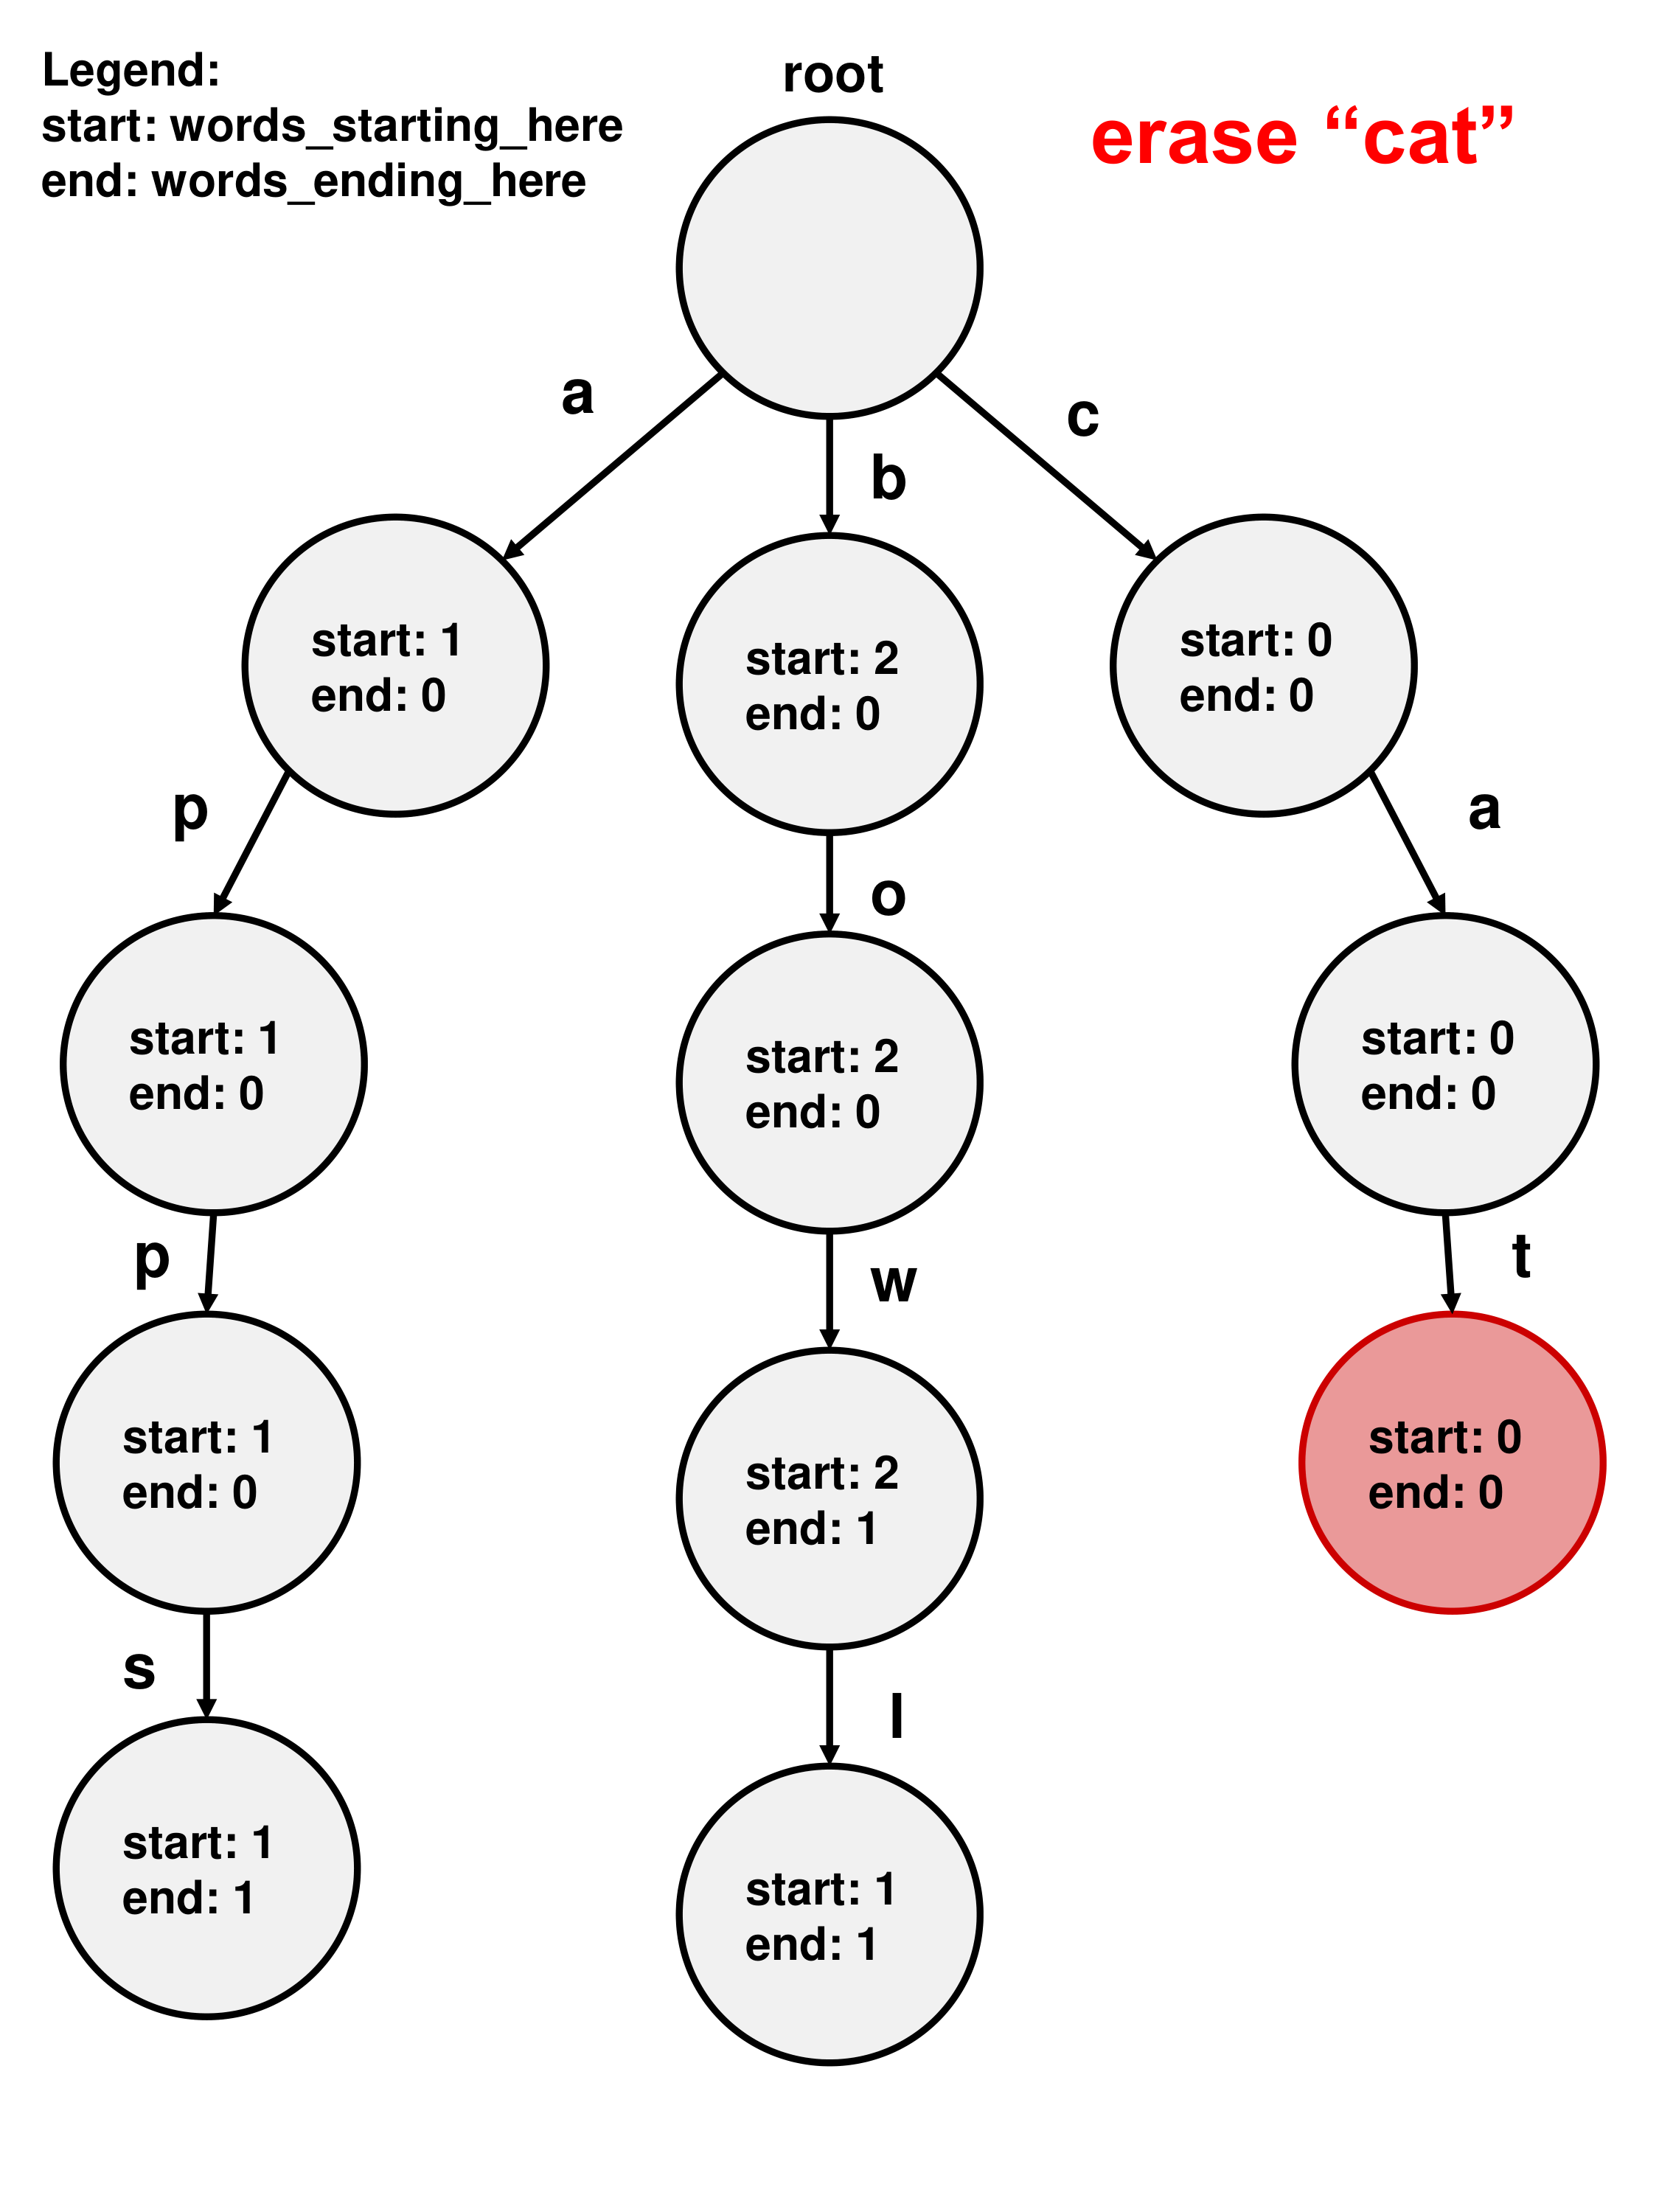 Legend:
start: words_starting_here
end: words_ending_here
root
erase “cat”
a
b
c
start: 1
end: 0
start: 2
end: 0
start: 0
end: 0
p
o
a
start: 1
end: 0
start: 2
end: 0
start: 0
end: 0
p
w
t
start: 1
end: 0
start: 2
end: 1
start: 0
end: 0
s
l
start: 1
end: 1
start: 1
end: 1